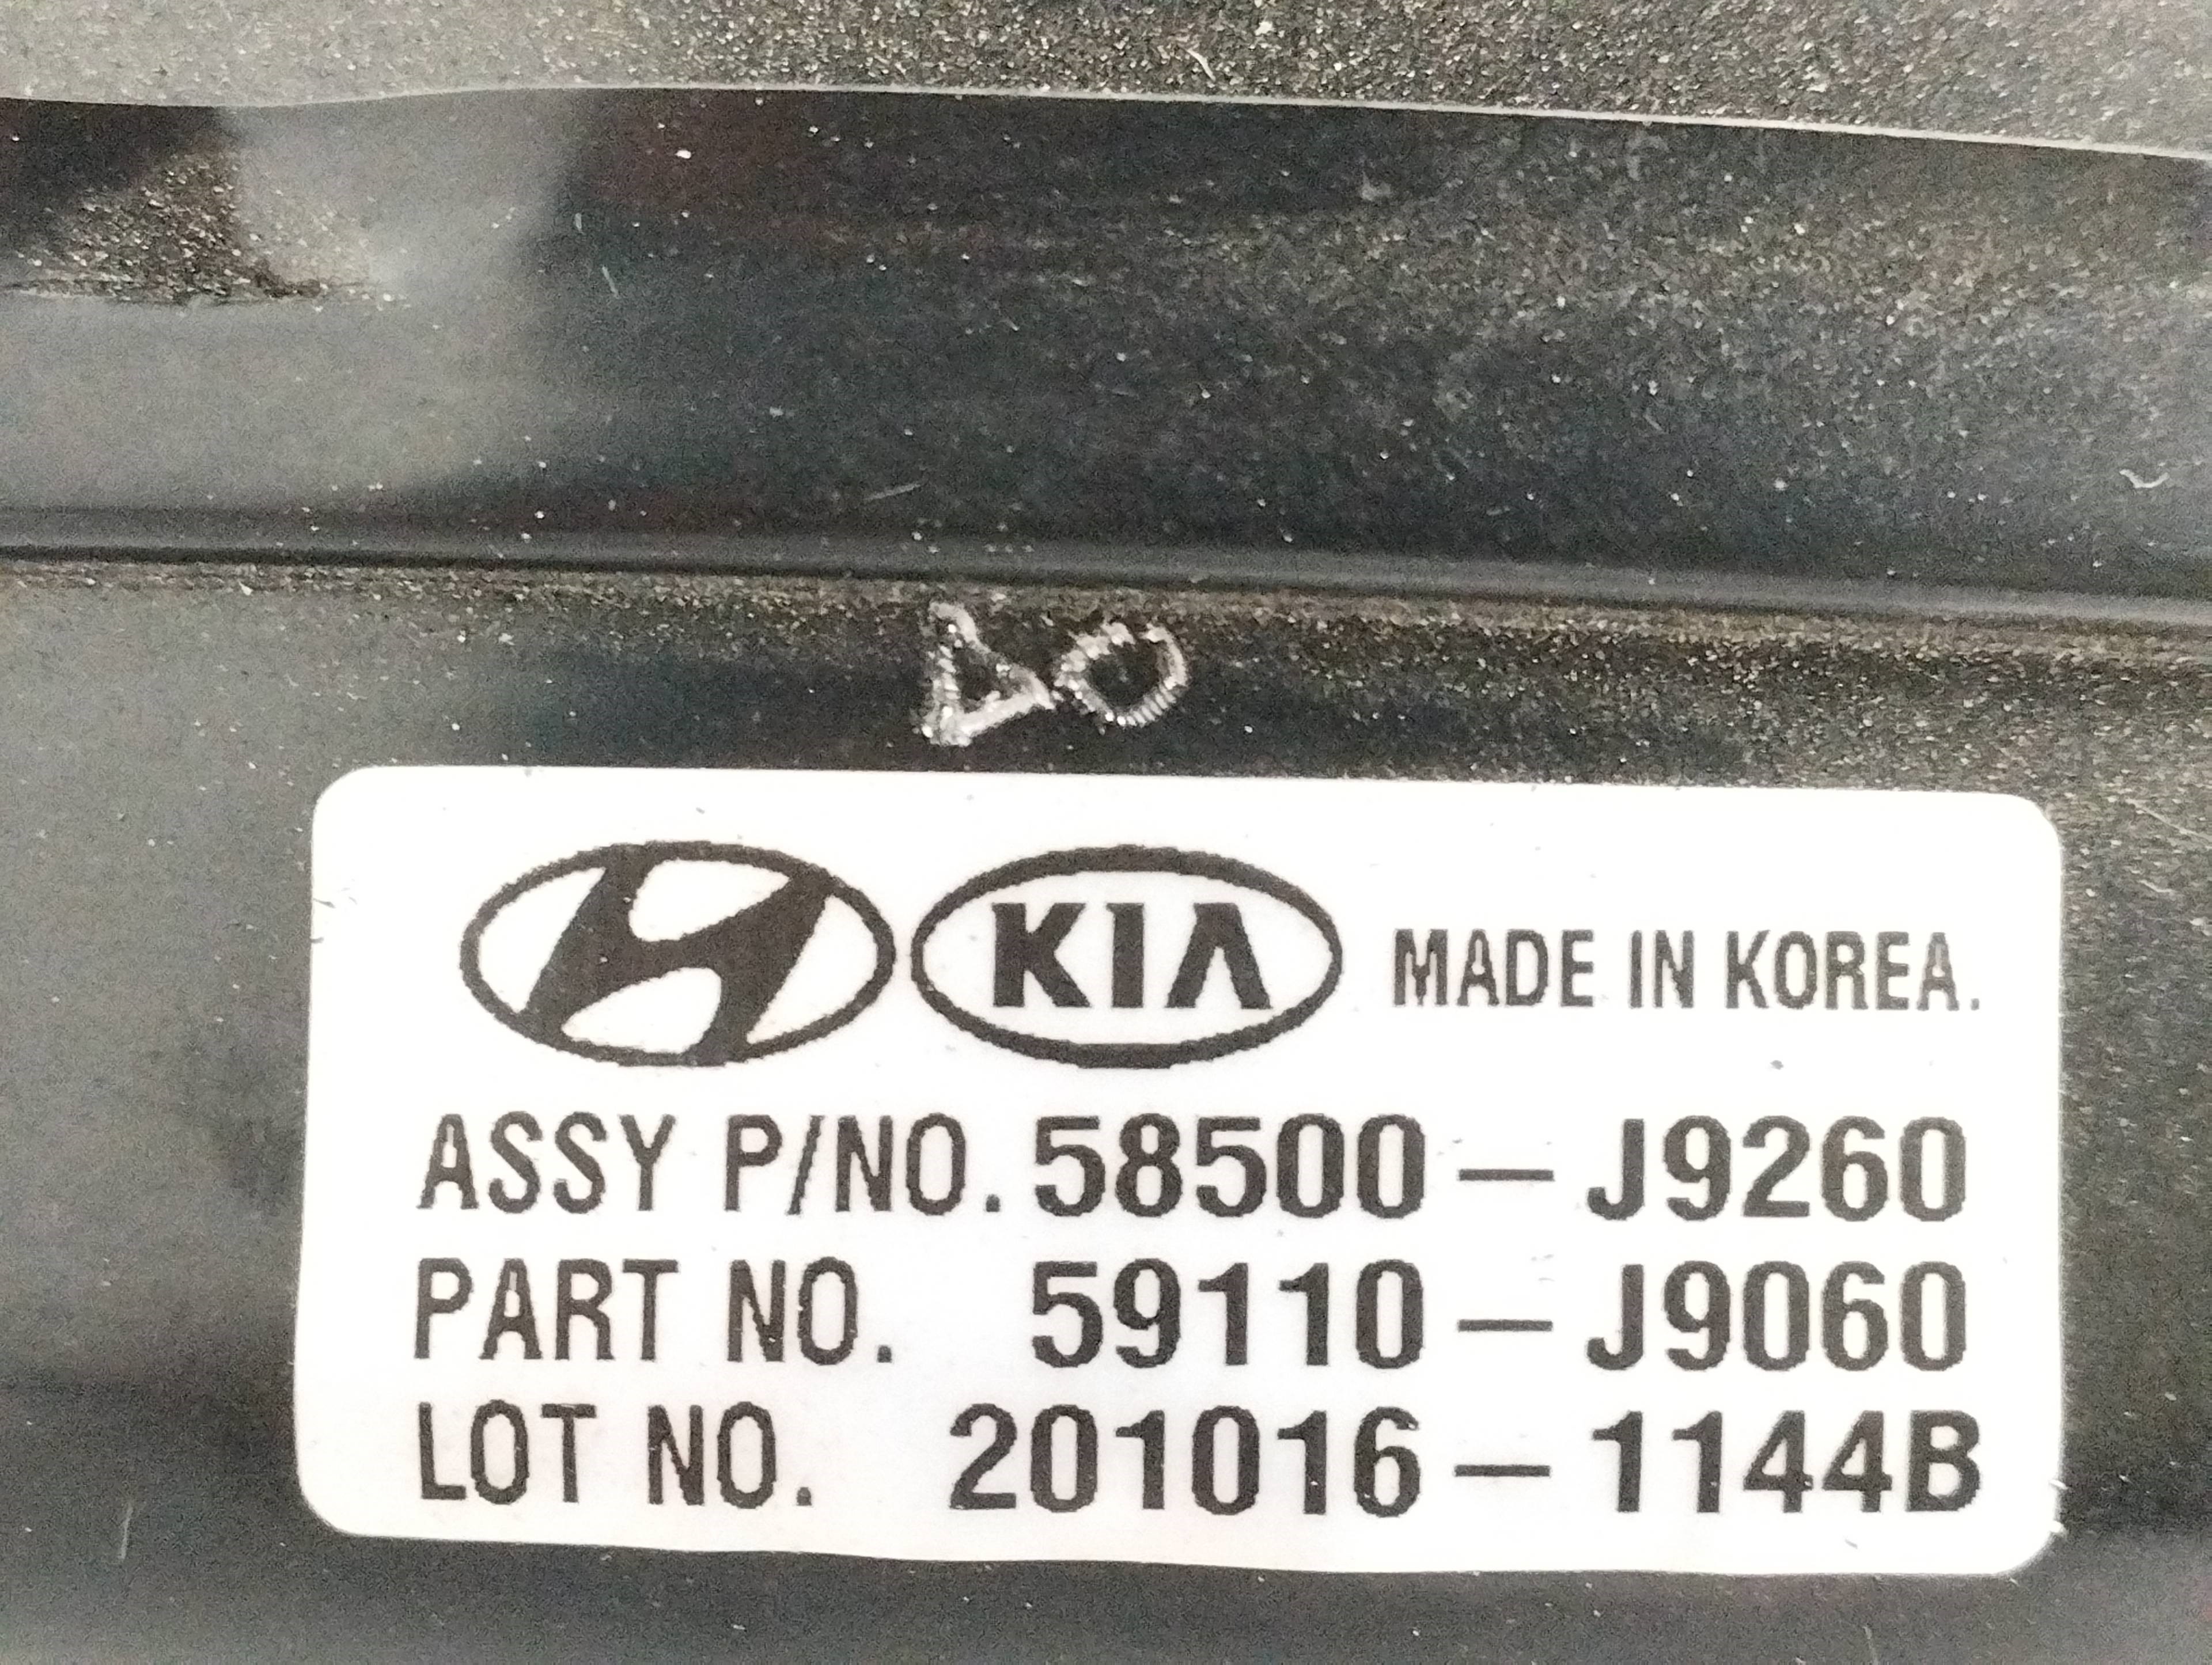 KIA MADE IN KOREA.
ASSY P/NO. 58500-J9260
PART NO. 59110-J9060
LOT NO. 201016-1144B